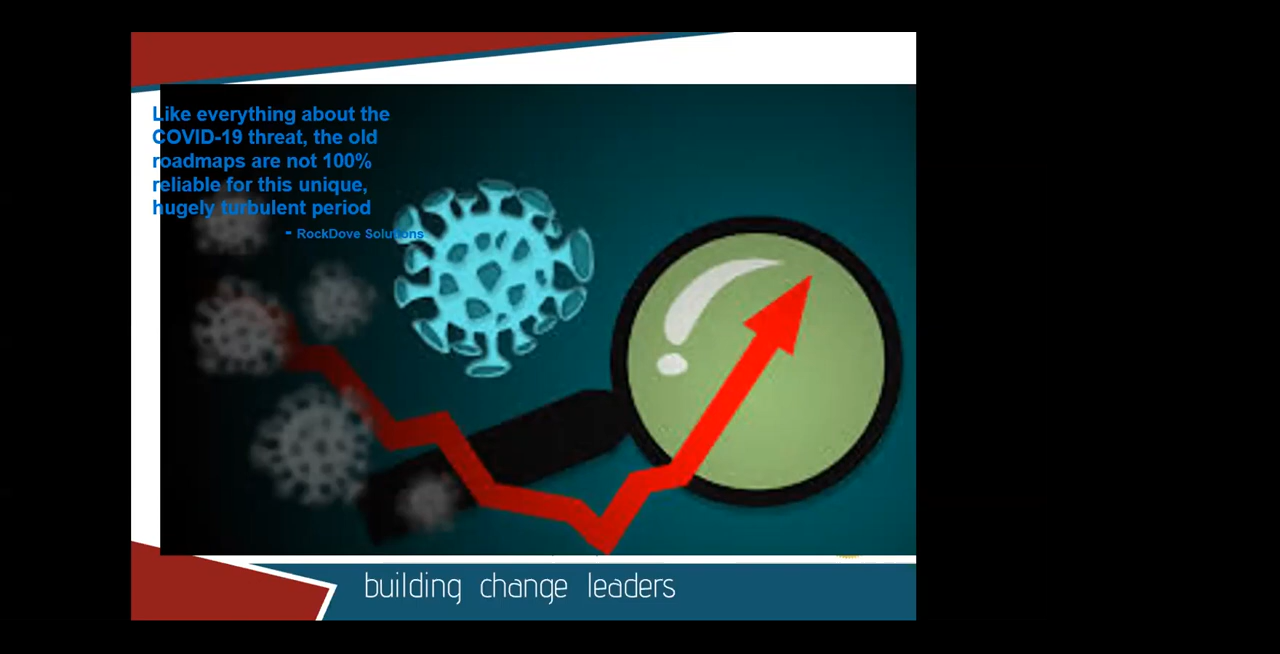 Like everything about the
COVID-19 threat, the old
roadmaps are not 100%
reliable for this unique,
hugely turbulent period
- RockDove Solutions
building change leaders